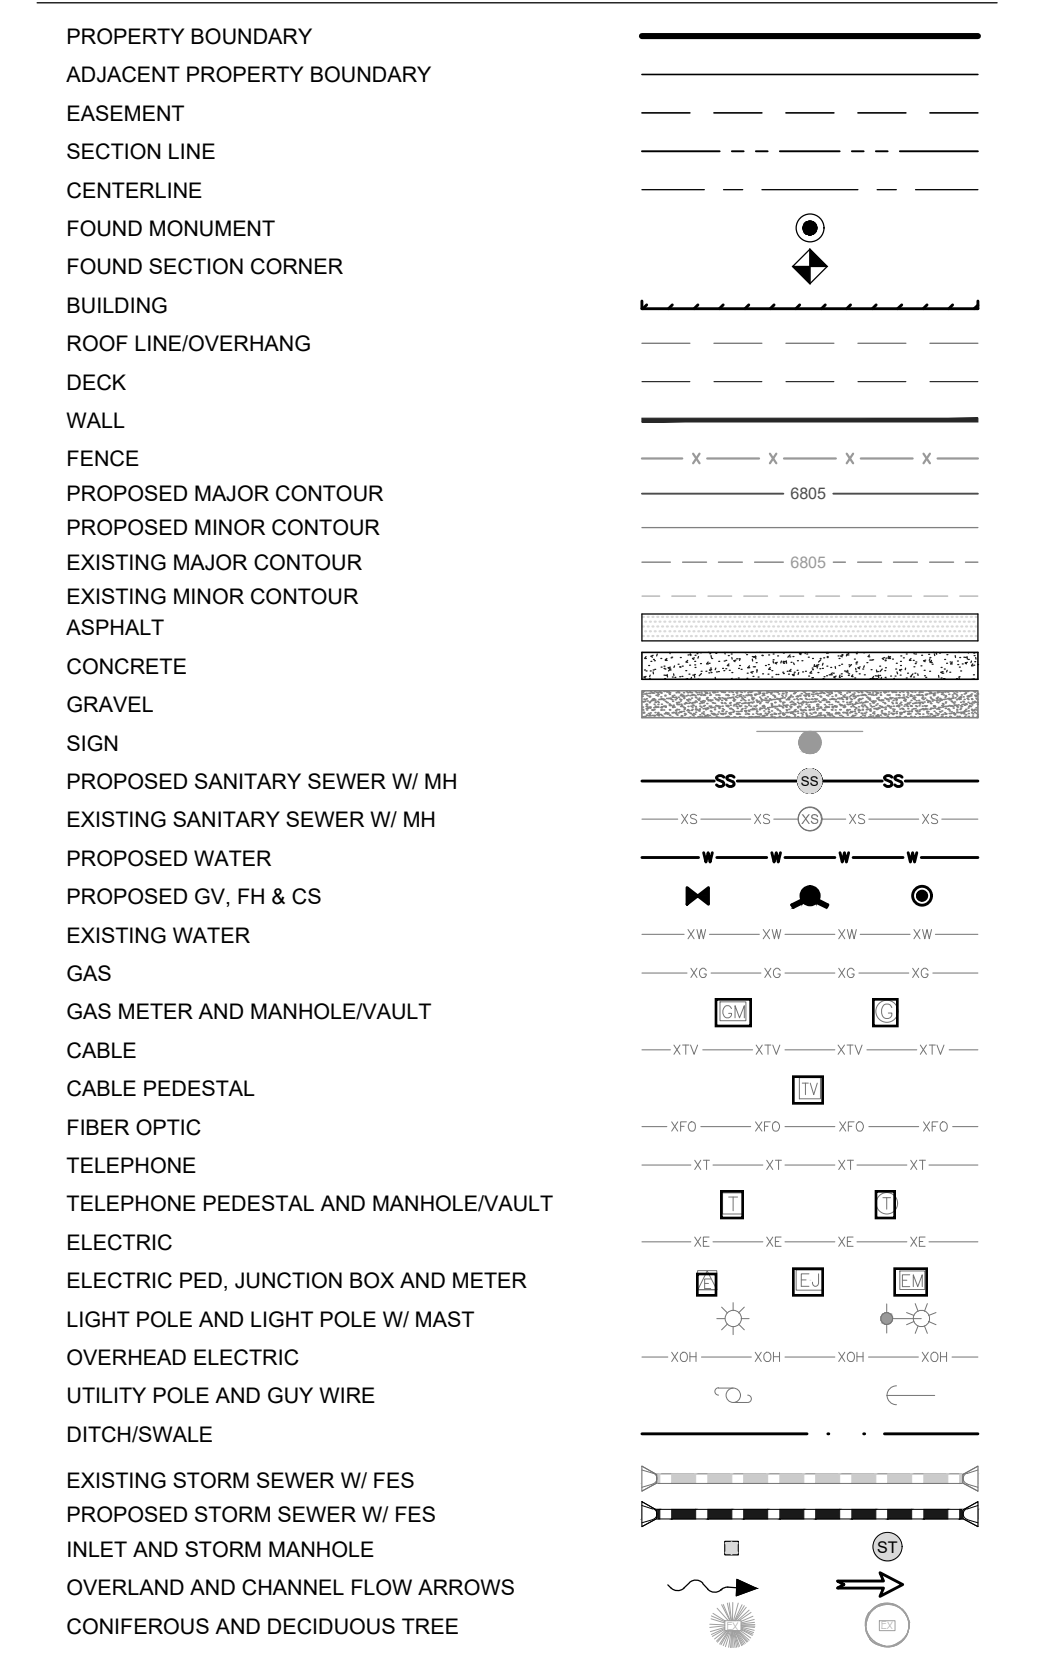 PROPERTY BOUNDARY
ADJACENT PROPERTY BOUNDARY
EASEMENT
SECTION LINE
CENTERLINE
FOUND MONUMENT
FOUND SECTION CORNER
BUILDING
ROOF LINE/OVERHANG
DECK
WALL
FENCE X X X X
PROPOSED MAJOR CONTOUR 6805
PROPOSED MINOR CONTOUR
EXISTING MAJOR CONTOUR 6805
EXISTING MINOR CONTOUR
ASPHALT
CONCRETE
GRAVEL
SIGN
PROPOSED SANITARY SEWER W/ MH SS SS SS
EXISTING SANITARY SEWER W/ MH XS XS XS XS XS
PROPOSED WATER W W W W
PROPOSED GV, FH & CS
EXISTING WATER XW XW XW XW
GAS XG XG XG XG
GAS METER AND MANHOLE/VAULT GM G
CABLE XTV XTV XTV XTV
CABLE PEDESTAL TV
FIBER OPTIC XFO XFO XFO XFO
TELEPHONE XT XT XT XT
TELEPHONE PEDESTAL AND MANHOLE/VAULT T T
ELECTRIC XE XE XE XE
ELECTRIC PED, JUNCTION BOX AND METER E EJ EM
LIGHT POLE AND LIGHT POLE W/ MAST
OVERHEAD ELECTRIC XOH XOH XOH XOH
UTILITY POLE AND GUY WIRE
DITCH/SWALE
EXISTING STORM SEWER W/ FES
PROPOSED STORM SEWER W/ FES
INLET AND STORM MANHOLE ST
OVERLAND AND CHANNEL FLOW ARROWS
CONIFEROUS AND DECIDUOUS TREE EX EX